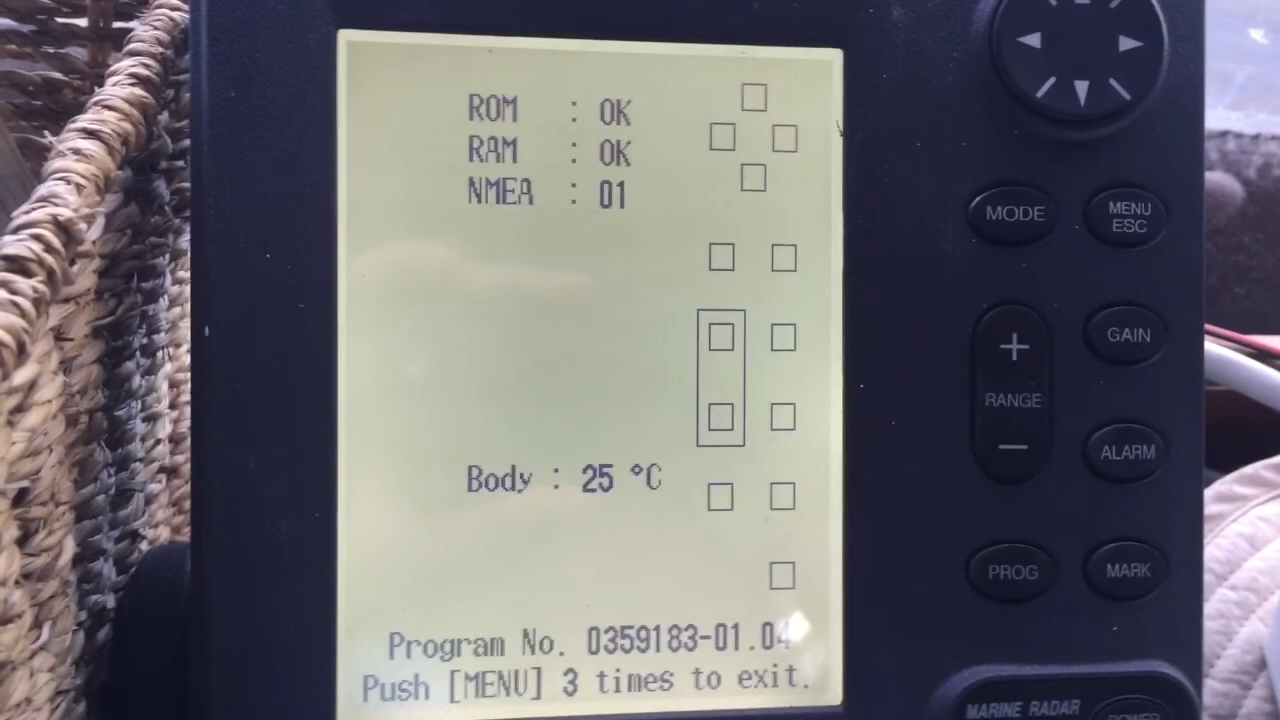 ROM : OK
RAM : OK
NMEA : 01
Body : 25 °C
Program No. 0359183-01.04
Push [MENU] 3 times to exit.
MODE
MENU
ESC
+
GAIN
RANGE
−
ALARM
PROG
MARK
MARINE RADAR
POWER